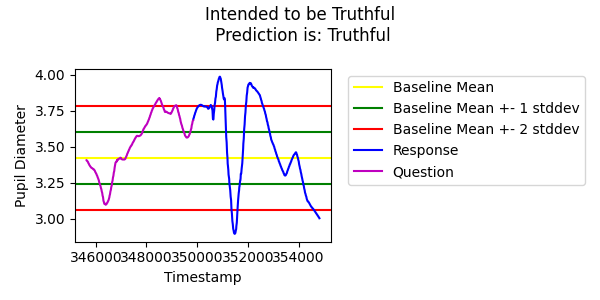 Intended to be Truthful
Prediction is: Truthful
4.00
3.75
3.50
3.25
3.00
Pupil Diameter
346000 348000 350000 352000 354000
Timestamp
Baseline Mean
Baseline Mean +- 1 stddev
Baseline Mean +- 2 stddev
Response
Question